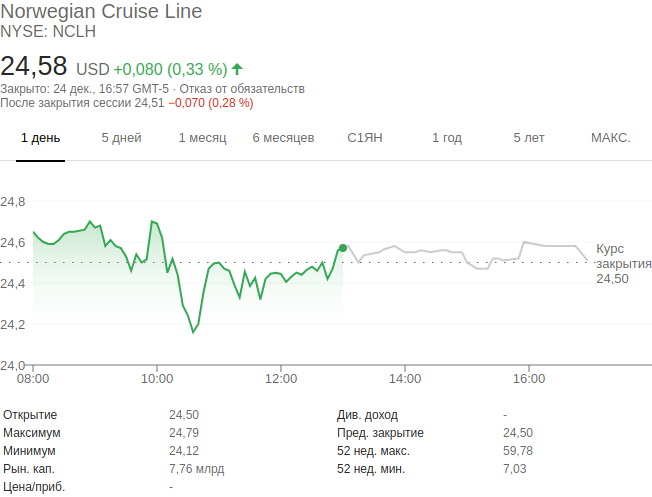 Norwegian Cruise Line
NYSE: NCLH
24,58 USD +0,080 (0,33 %)
Закрыто: 24 дек., 16:57 GMT-5 · Отказ от обязательств
После закрытия сессии 24,51 −0,070 (0,28 %)
1 день 5 дней 1 месяц 6 месяцев С1ЯН 1 год 5 лет МАКС.
24,8
24,6
24,4
24,2
24,0
Курс
закрытия
24,50
08:00 10:00 12:00 14:00 16:00
Открытие 24,50 Див. доход -
Максимум 24,79 Пред. закрытие 24,50
Минимум 24,12 52 нед. макс. 59,78
Рын. кап. 7,76 млрд 52 нед. мин. 7,03
Цена/приб. -